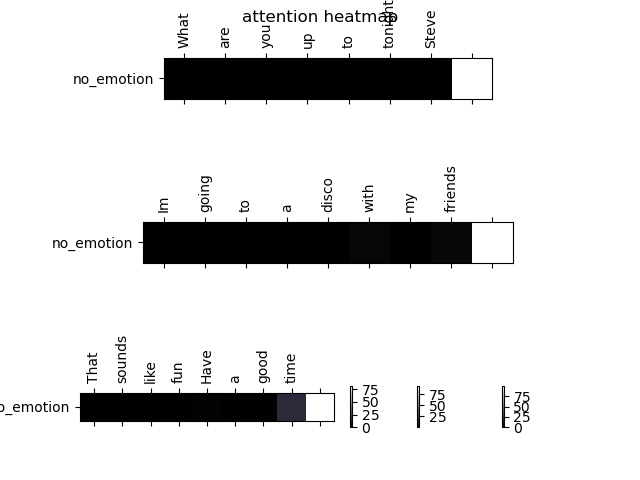 attention heatmap
What are you up to tonight Steve
no_emotion
Im going to a disco with my friends
no_emotion
That sounds like fun Have a good time
o_emotion
75 50 25 0
75 50 25
75 50 25 0